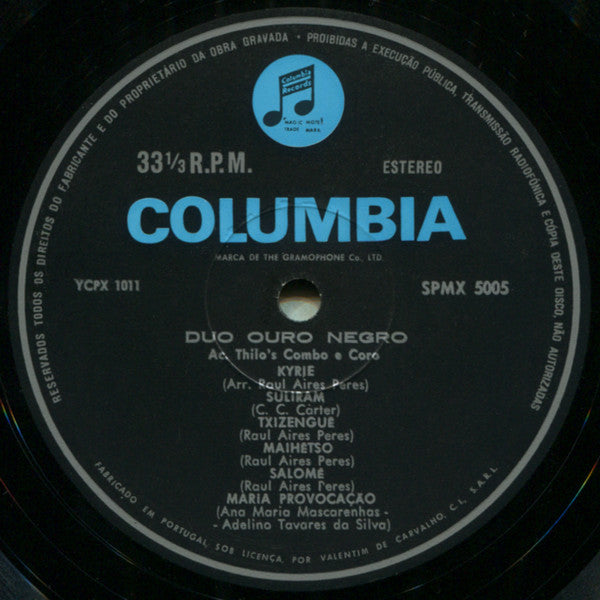 RESERVADOS TODOS OS DIREITOS DO FABRICANTE E DO PROPRIETÁRIO DA OBRA GRAVADA • PROIBIDAS A EXECUÇÃO PÚBLICA, TRANSMISSÃO RADIOFÓNICA E CÓPIA DESTE DISCO, NÃO AUTORIZADAS
Columbia
Records
"MAGIC NOTES"
TRADE MARK
33 1/3 R.P.M.
ESTEREO
COLUMBIA
MARCA DE THE GRAMOPHONE Co. LTD.
YCPX 1011
SPMX 5005
DUO OURO NEGRO
Ac. Thilo's Combo e Coro
KYRIE
(Arr. Raul Aires Peres)
SULIRAM
(C. C. Carter)
TXIZENGUE
(Raul Aires Peres)
MAIHETSO
(Raul Aires Peres)
SALOMÉ
(Raul Aires Peres)
MARIA PROVOCAÇÃO
(Ana Maria Mascarenhas -
- Adelino Tavares da Silva)
FABRICADO EM PORTUGAL, SOB LICENÇA, POR VALENTIM DE CARVALHO, C.I., S.A.R.L.